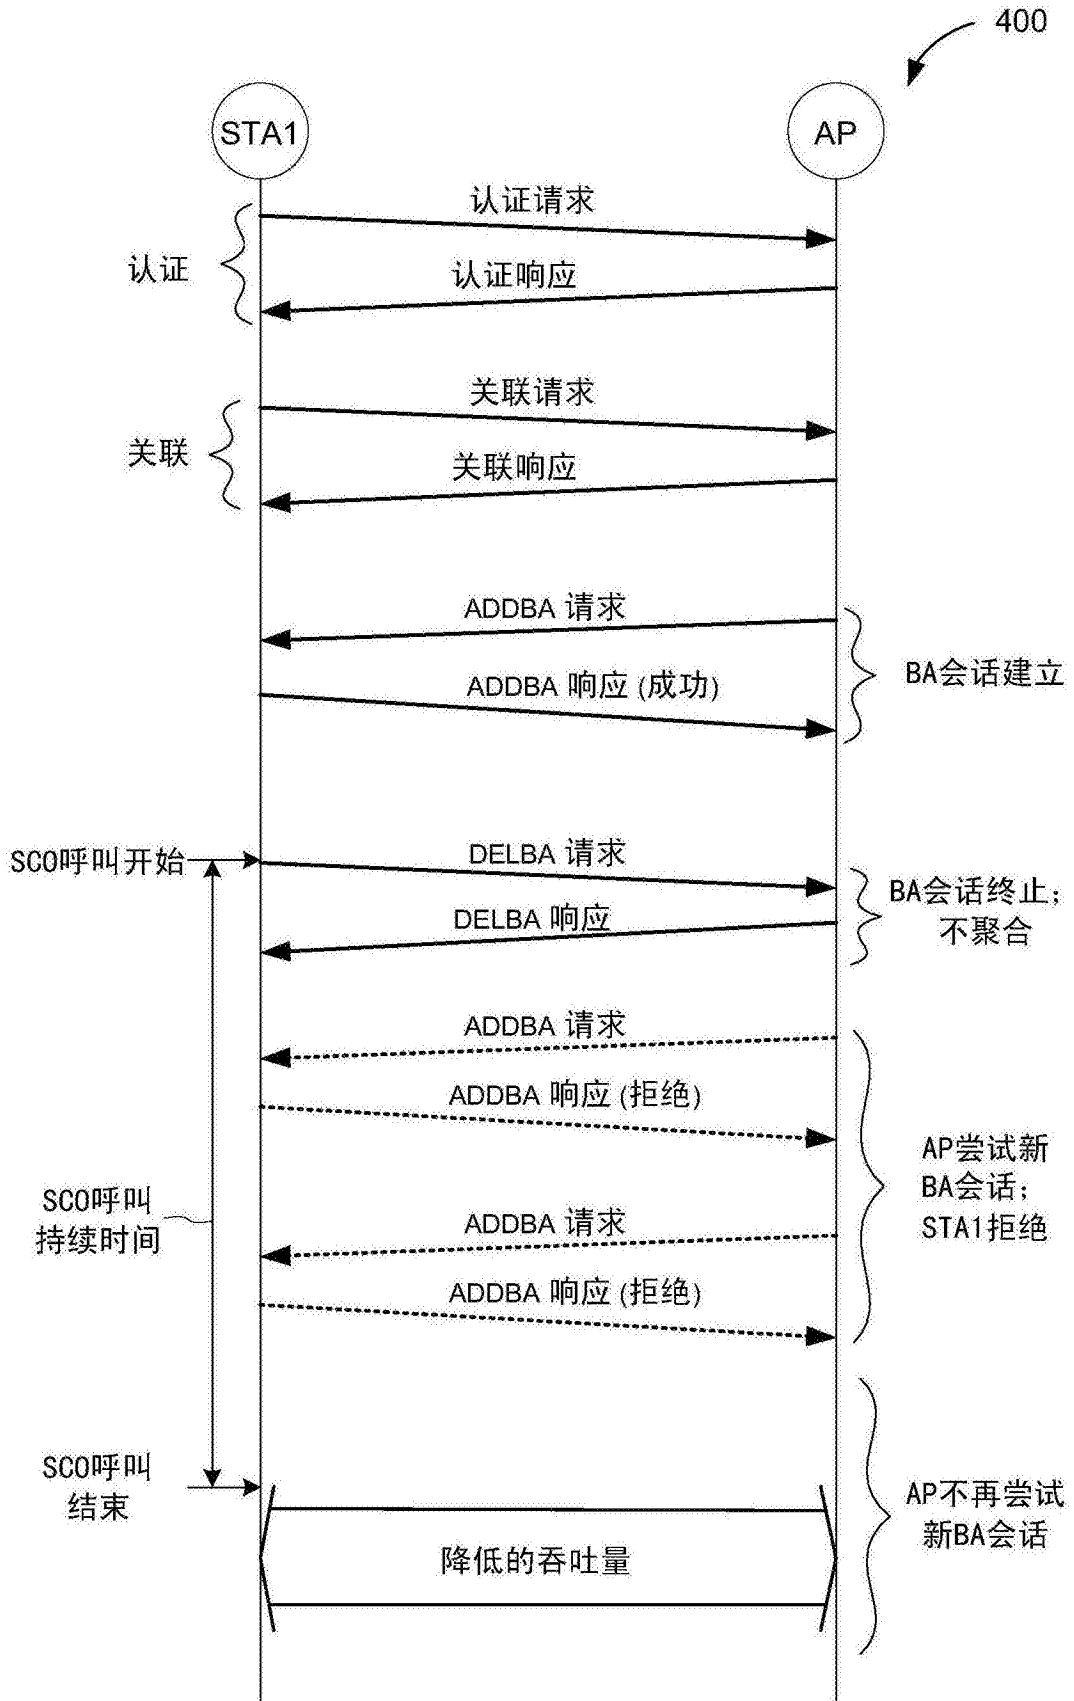 400
STA1
AP
认证请求
认证
认证响应
关联请求
关联
关联响应
ADDBA 请求
BA会话建立
ADDBA 响应 (成功)
SCO呼叫开始
DELBA 请求
BA会话终止；
不聚合
DELBA 响应
ADDBA 请求
ADDBA 响应 (拒绝)
AP尝试新
BA会话；
STA1拒绝
SCO呼叫
持续时间
ADDBA 请求
ADDBA 响应 (拒绝)
SCO呼叫
结束
AP不再尝试
新BA会话
降低的吞吐量